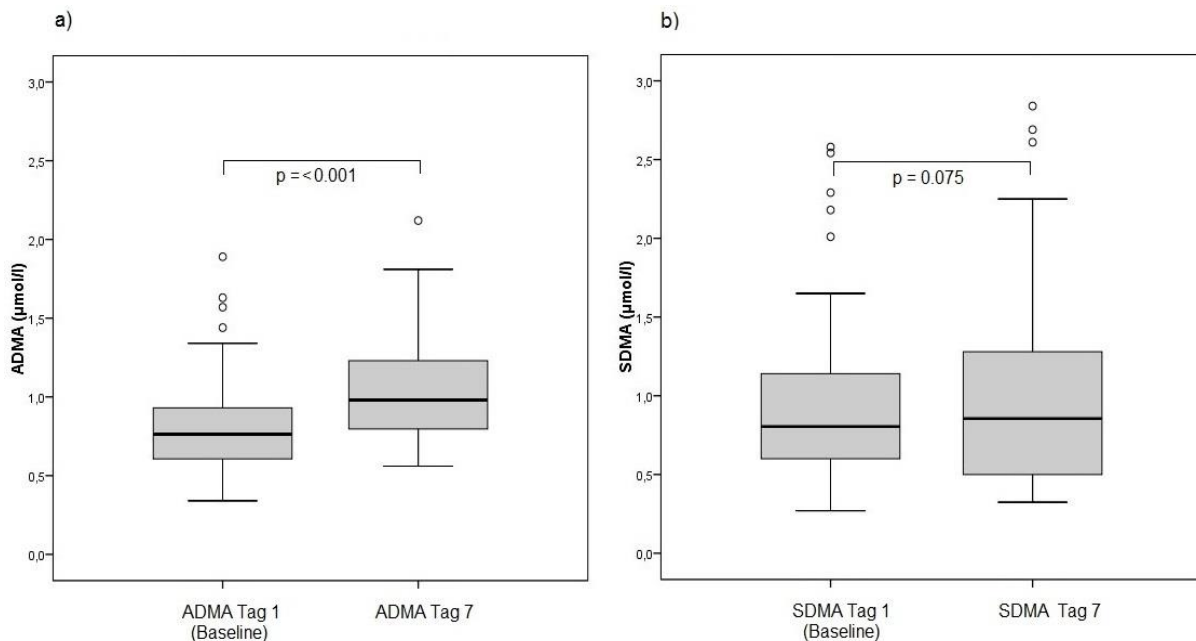 a)
3,0
2,5
2,0
1,5
1,0
0,5
0,0
ADMA (µmol/l)
p =<0.001
ADMA Tag 1
(Baseline)
ADMA Tag 7
b)
3,0
2,5
2,0
1,5
1,0
0,5
0,0
SDMA (µmol/l)
p = 0.075
SDMA Tag 1
(Baseline)
SDMA Tag 7